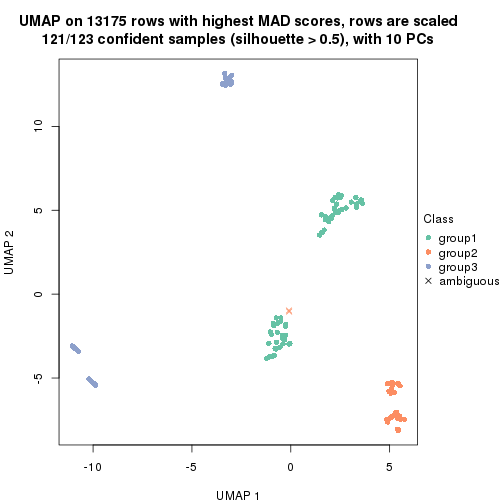 UMAP on 13175 rows with highest MAD scores, rows are scaled
121/123 confident samples (silhouette > 0.5), with 10 PCs
10
5
0
-5
UMAP 2
-10
-5
0
5
UMAP 1
Class
group1
group2
group3
ambiguous